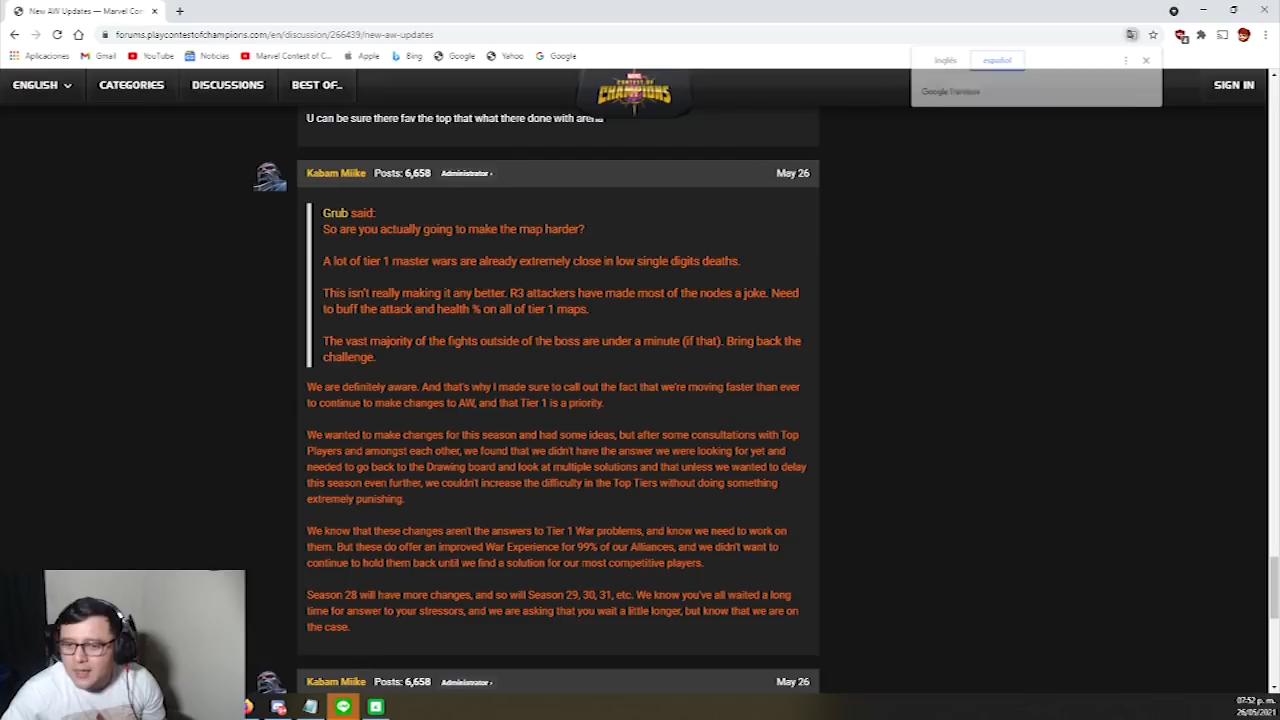 New AW Updates — Marvel Con
forums.playcontestofchampions.com/en/discussion/266439/new-aw-updates
Aplicaciones Gmail YouTube Noticias Marvel Contest of C... Apple Bing Google Yahoo Google
inglés español
Google Translate
ENGLISH CATEGORIES DISCUSSIONS BEST OF... MARVEL CONTEST OF CHAMPIONS SIGN IN
U can be sure there fav the top that what there done with arena
Kabam Miike Posts: 6,658 Administrator › May 26
Grub said:
So are you actually going to make the map harder?
A lot of tier 1 master wars are already extremely close in low single digits deaths.
This isn't really making it any better. R3 attackers have made most of the nodes a joke. Need
to buff the attack and health % on all of tier 1 maps.
The vast majority of the fights outside of the boss are under a minute (if that). Bring back the
challenge.
We are definitely aware. And that's why I made sure to call out the fact that we're moving faster than ever
to continue to make changes to AW, and that Tier 1 is a priority.
We wanted to make changes for this season and had some ideas, but after some consultations with Top
Players and amongst each other, we found that we didn't have the answer we were looking for yet and
needed to go back to the Drawing board and look at multiple solutions and that unless we wanted to delay
this season even further, we couldn't increase the difficulty in the Top Tiers without doing something
extremely punishing.
We know that these changes aren't the answers to Tier 1 War problems, and know we need to work on
them. But these do offer an improved War Experience for 99% of our Alliances, and we didn't want to
continue to hold them back until we find a solution for our most competitive players.
Season 28 will have more changes, and so will Season 29, 30, 31, etc. We know you've all waited a long
time for answer to your stressors, and we are asking that you wait a little longer, but know that we are on
the case.
Kabam Miike Posts: 6,658 Administrator › May 26
07:52 p. m.
26/05/2021